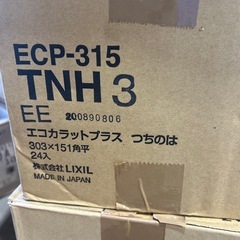 ECP-315
TNH 3
EE 200890806
エコカラットプラス つちのは
303×151角平
24入
株式会社 LIXIL
MADE IN JAPAN